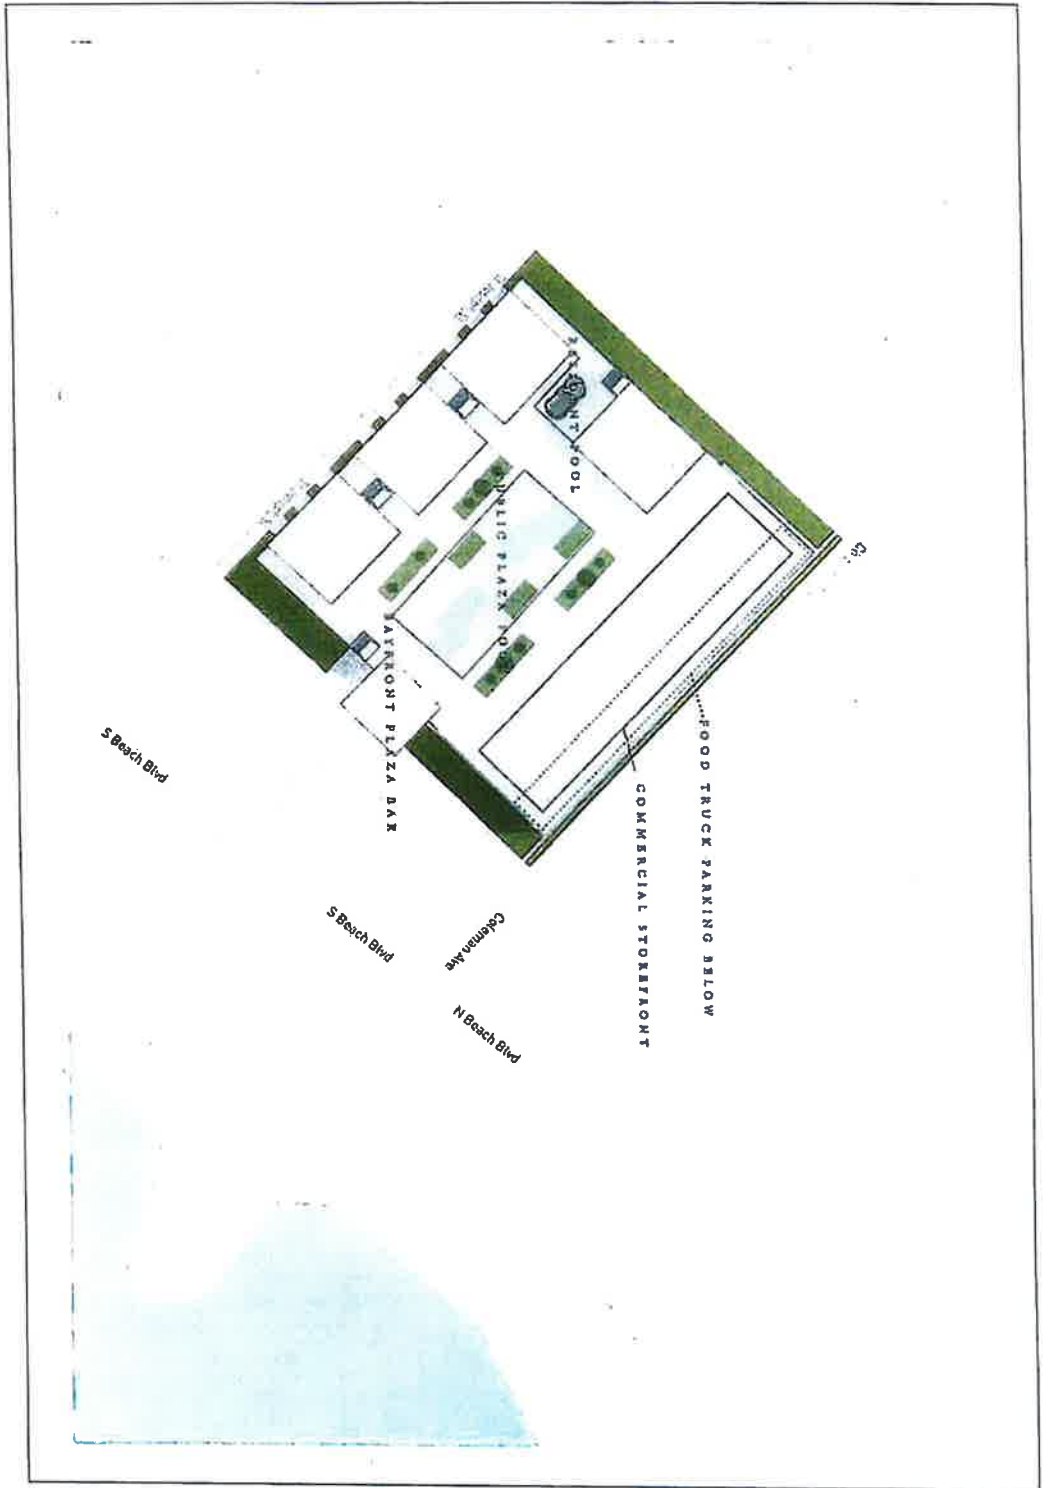 POOL
PUBLIC PLAZA
BAYFRONT PLAZA BAR
FOOD TRUCK PARKING BELOW
COMMERCIAL STOREFRONT
S Beach Blvd
S Beach Blvd
Coleman Ave
N Beach Blvd